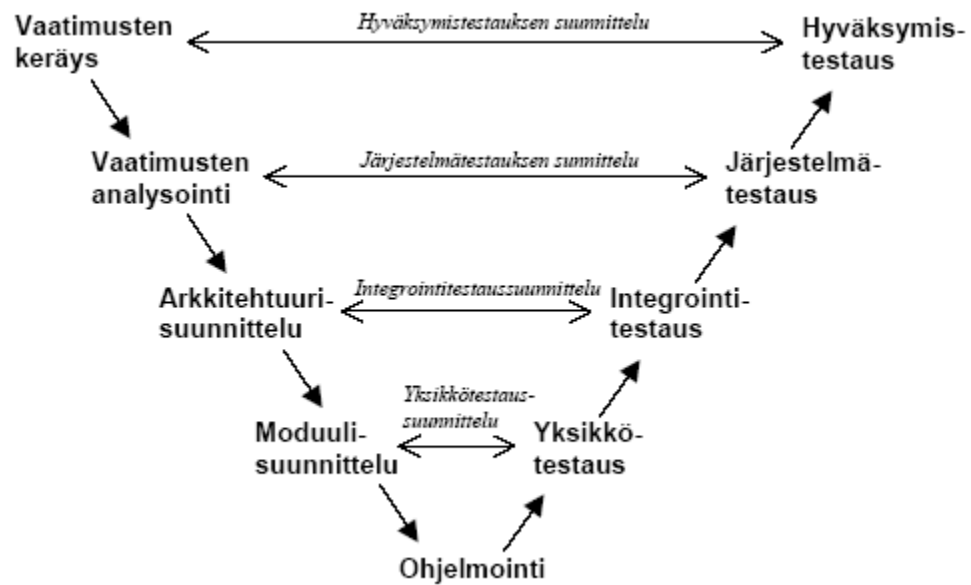 Vaatimusten
keräys
Hyväksymistestauksen suunnittelu
Hyväksymis-
testaus
Vaatimusten
analysointi
Järjestelmätestauksen sunnittelu
Järjestelmä-
testaus
Arkkitehtuuri-
suunnittelu
Integrointitestaussuunnittelu
Integrointi-
testaus
Moduuli-
suunnittelu
Yksikkötestaus-
suunnittelu
Yksikkö-
testaus
Ohjelmointi